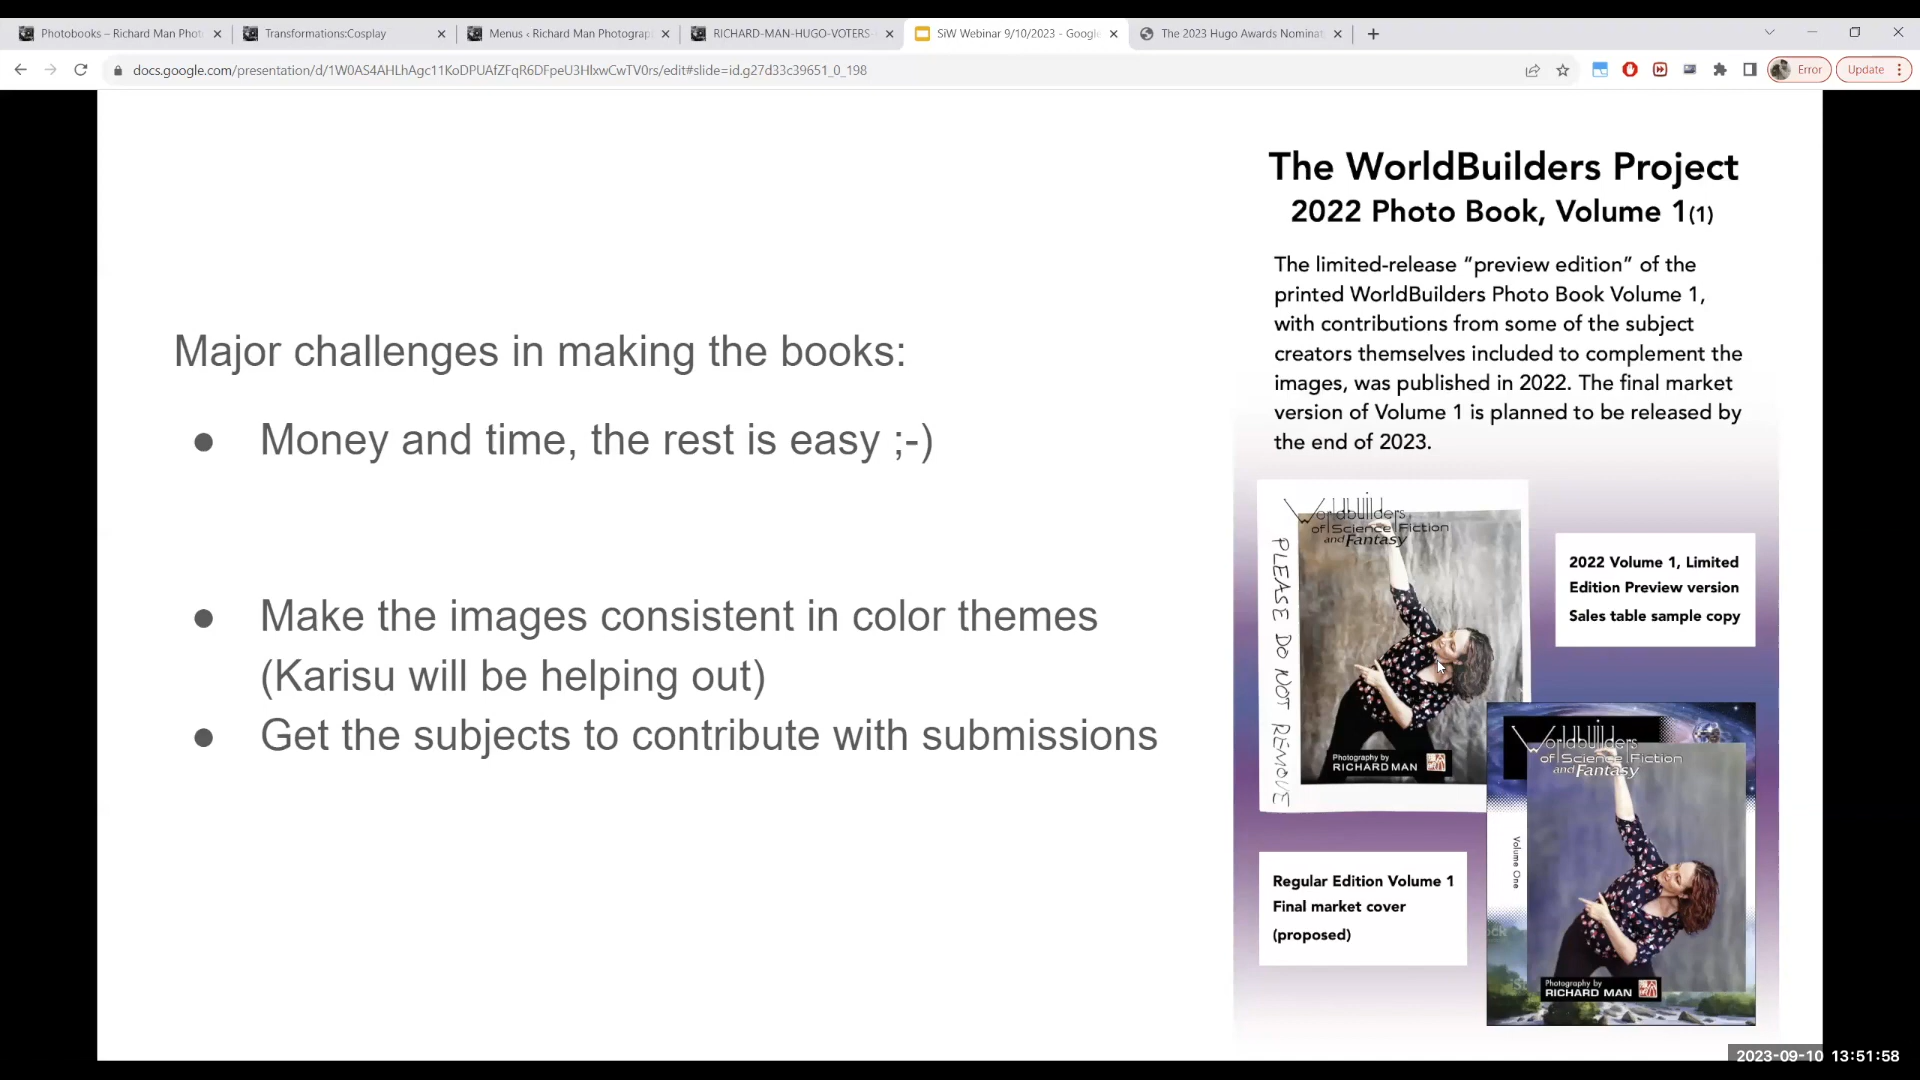 Photobooks – Richard Man Phot
Transformations:Cosplay
Menus ‹ Richard Man Photograp
RICHARD-MAN-HUGO-VOTERS-
SiW Webinar 9/10/2023 - Google
The 2023 Hugo Awards Nominat
docs.google.com/presentation/d/1W0AS4AHLhAgc11KoDPUAfZFqR6DFpeU3HlxwCwTV0rs/edit#slide=id.g27d33c39651_0_198
Error
Update
Major challenges in making the books:
● Money and time, the rest is easy ;-)
● Make the images consistent in color themes
(Karisu will be helping out)
● Get the subjects to contribute with submissions
The WorldBuilders Project
2022 Photo Book, Volume 1(1)
The limited-release “preview edition” of the
printed WorldBuilders Photo Book Volume 1,
with contributions from some of the subject
creators themselves included to complement the
images, was published in 2022. The final market
version of Volume 1 is planned to be released by
the end of 2023.
Worldbuilders
of Science Fiction
and Fantasy
PLEASE DO NOT REMOVE
Photography by
RICHARD MAN
2022 Volume 1, Limited
Edition Preview version
Sales table sample copy
Regular Edition Volume 1
Final market cover
(proposed)
Worldbuilders
of Science Fiction
and Fantasy
Volume One
Photography by
RICHARD MAN
2023-09-10 13:51:58